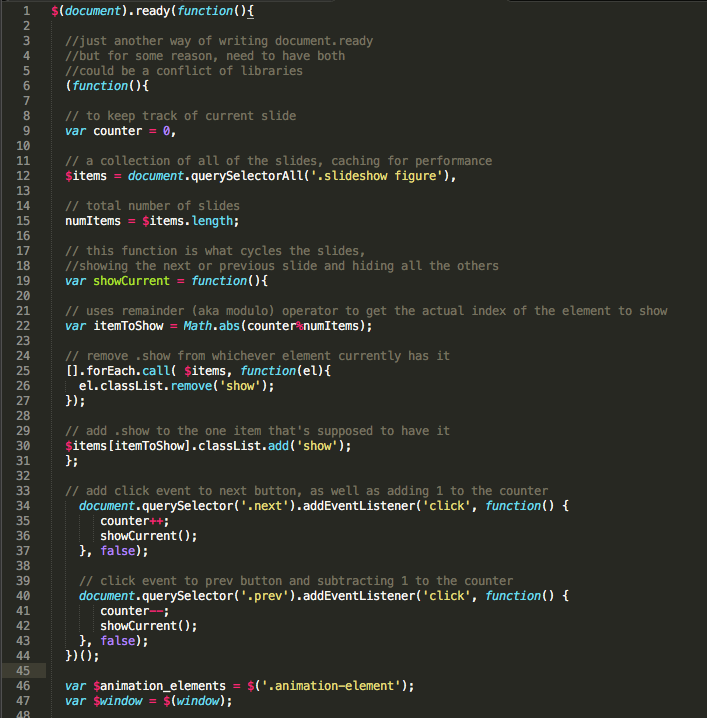 1 $(document).ready(function(){
2
3 //just another way of writing document.ready
4 //but for some reason, need to have both
5 //could be a conflict of libraries
6 (function(){
7
8 // to keep track of current slide
9 var counter = 0,
10
11 // a collection of all of the slides, caching for performance
12 $items = document.querySelectorAll('.slideshow figure'),
13
14 // total number of slides
15 numItems = $items.length;
16
17 // this function is what cycles the slides,
18 //showing the next or previous slide and hiding all the others
19 var showCurrent = function(){
20
21 // uses remainder (aka modulo) operator to get the actual index of the element to show
22 var itemToShow = Math.abs(counter%numItems);
23
24 // remove .show from whichever element currently has it
25 [].forEach.call( $items, function(el){
26 el.classList.remove('show');
27 });
28
29 // add .show to the one item that's supposed to have it
30 $items[itemToShow].classList.add('show');
31 };
32
33 // add click event to next button, as well as adding 1 to the counter
34 document.querySelector('.next').addEventListener('click', function() {
35 counter++;
36 showCurrent();
37 }, false);
38
39 // click event to prev button and subtracting 1 to the counter
40 document.querySelector('.prev').addEventListener('click', function() {
41 counter--;
42 showCurrent();
43 }, false);
44 })();
45
46 var $animation_elements = $('.animation-element');
47 var $window = $(window);
48